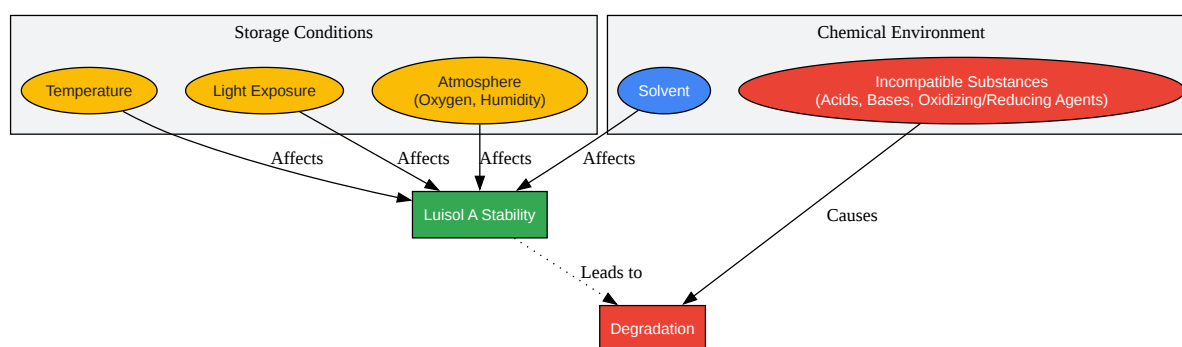 Storage Conditions
Chemical Environment
Temperature
Light Exposure
Atmosphere
(Oxygen, Humidity)
Solvent
Incompatible Substances
(Acids, Bases, Oxidizing/Reducing Agents)
Affects
Affects
Affects
Affects
Luisol A Stability
Causes
Leads to
Degradation